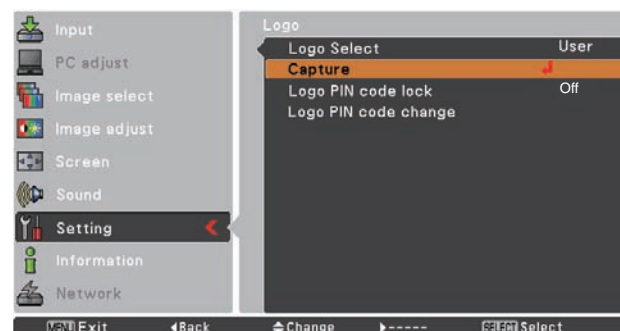 Input
PC adjust
Image select
Image adjust
Screen
Sound
Setting
Information
Network
Logo
Logo Select User
Capture
Logo PIN code lock Off
Logo PIN code change
MENU Exit ◀Back ◆Change ▶----- SELECT Select